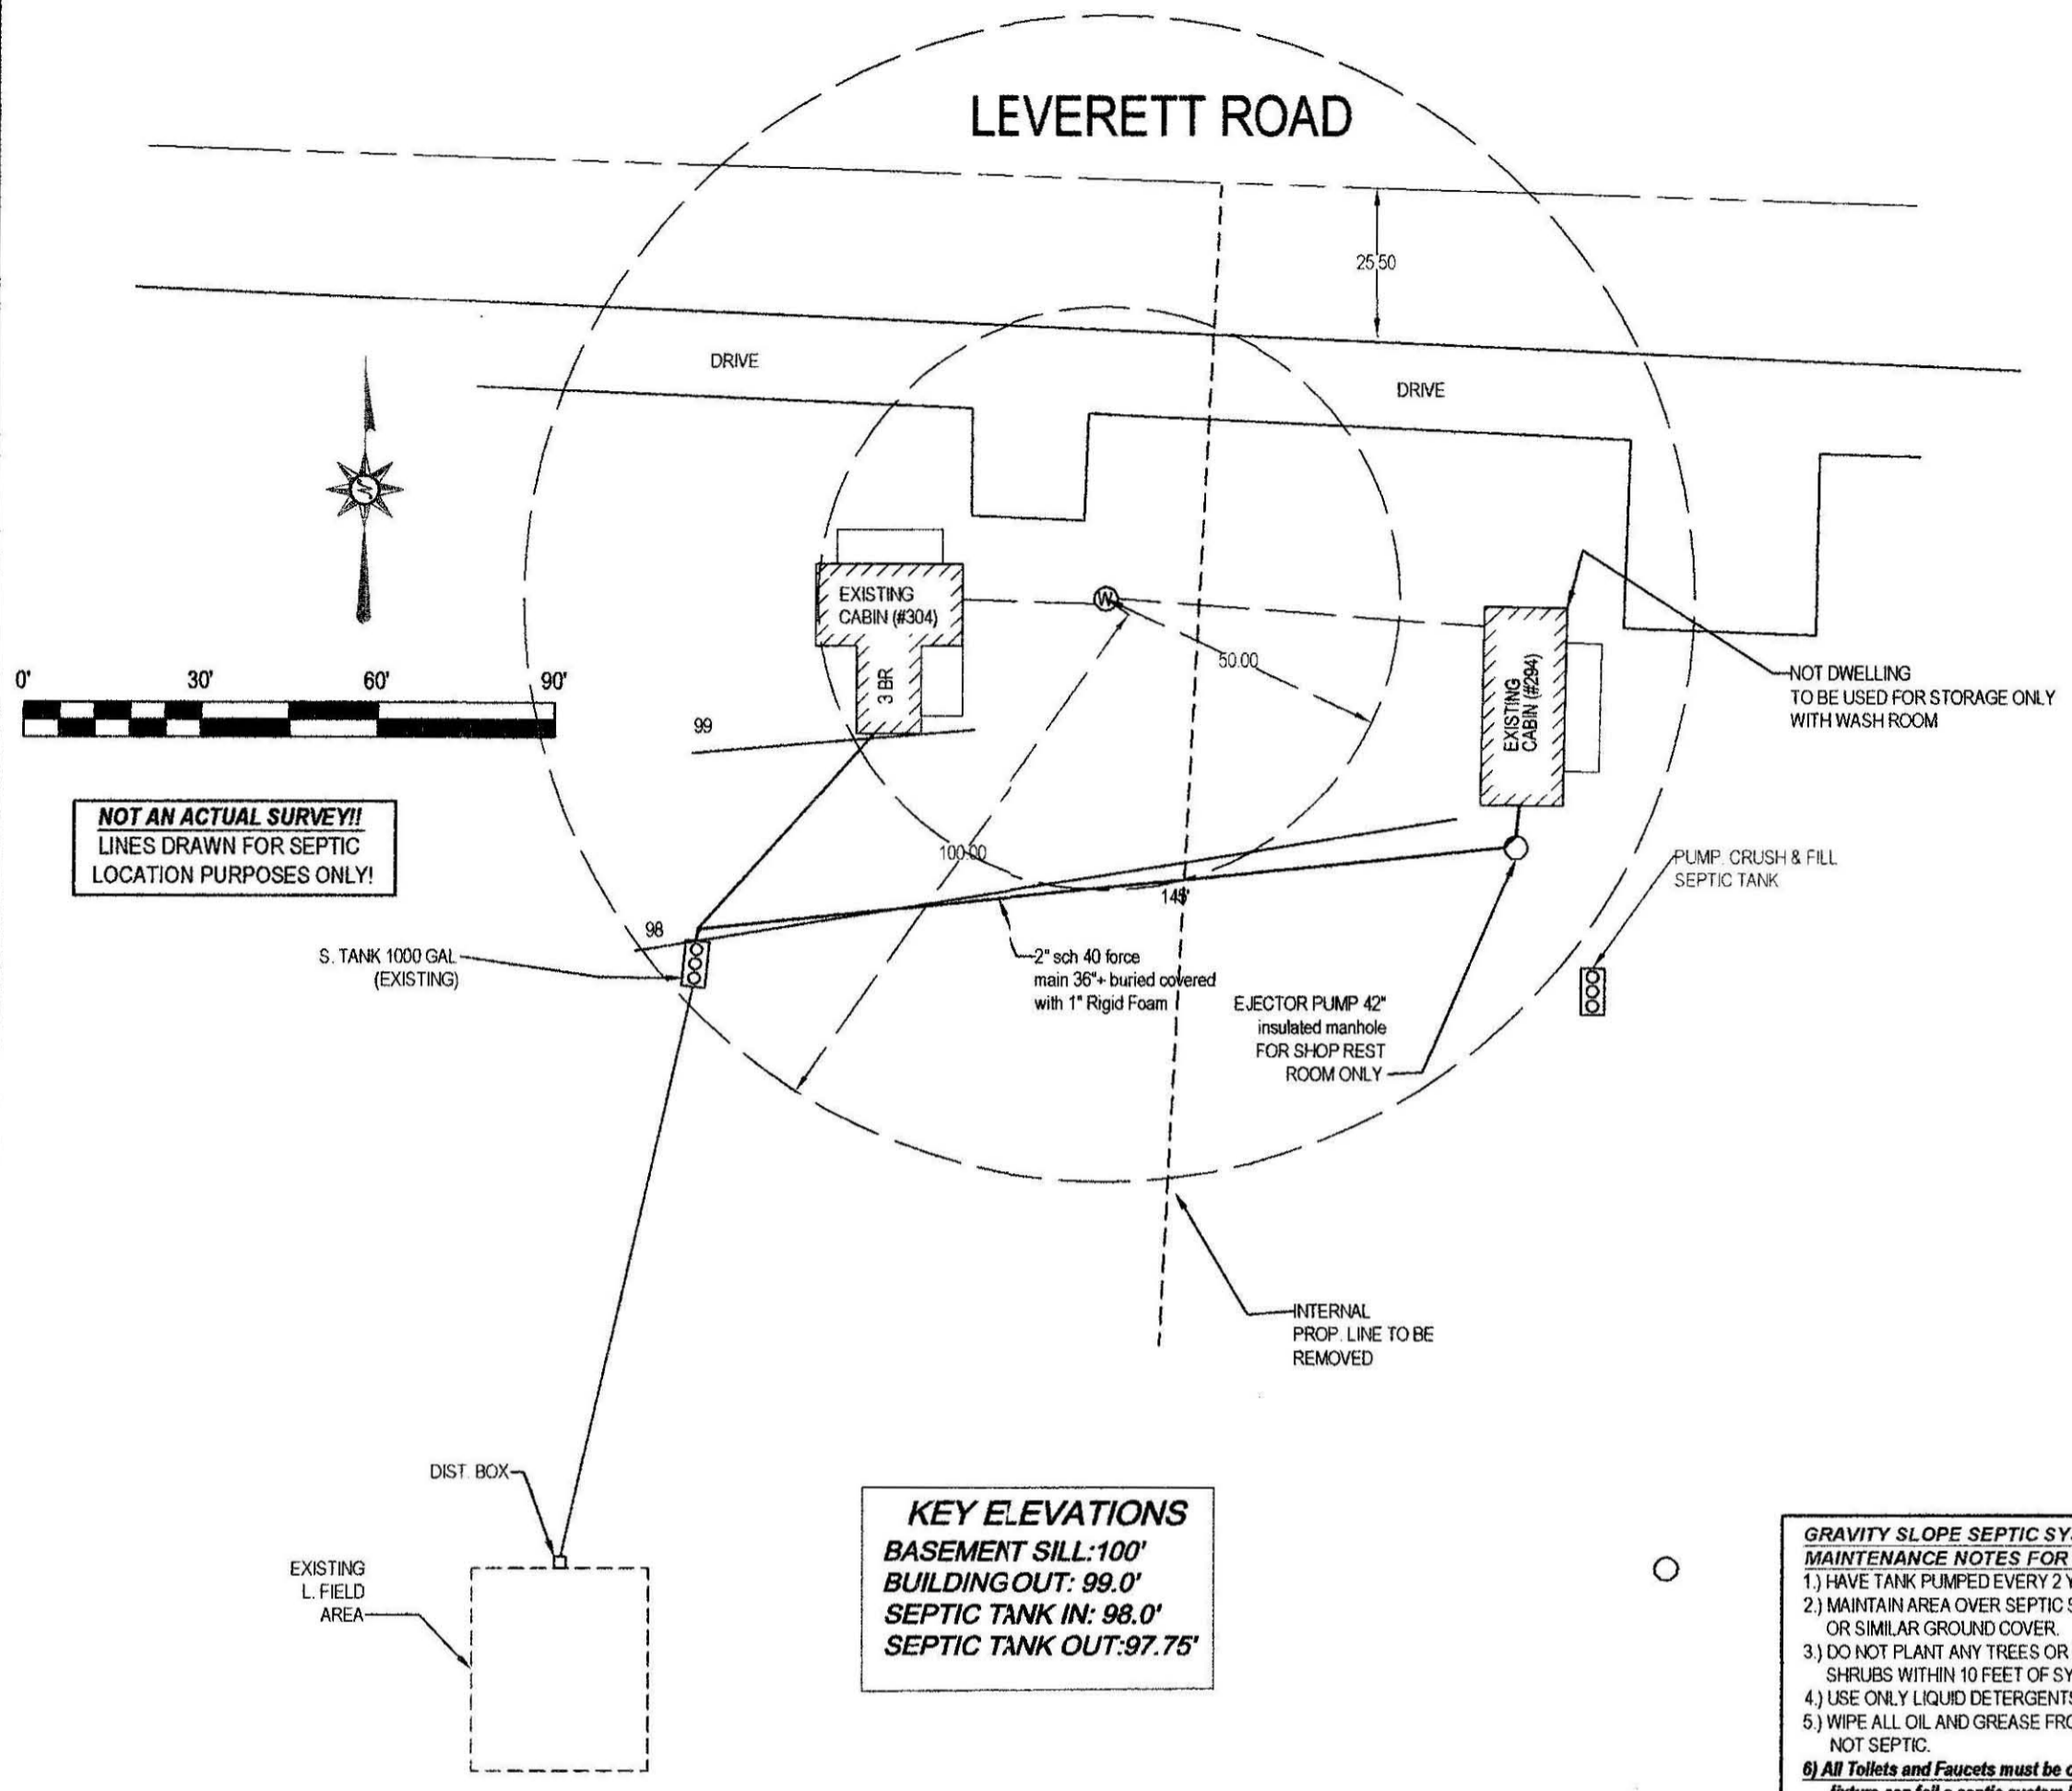 LEVERETT ROAD
25.50
DRIVE
DRIVE
EXISTING
CABIN (#304)
3 BR
W
50.00
EXISTING
CABIN (#294)
NOT DWELLING
TO BE USED FOR STORAGE ONLY
WITH WASH ROOM
0' 30' 60' 90'
99
NOT AN ACTUAL SURVEY!!
LINES DRAWN FOR SEPTIC
LOCATION PURPOSES ONLY!
100.00
PUMP, CRUSH & FILL
SEPTIC TANK
145'
98
S. TANK 1000 GAL
(EXISTING)
2" sch 40 force
main 36"+ buried covered
with 1" Rigid Foam
EJECTOR PUMP 42"
insulated manhole
FOR SHOP REST
ROOM ONLY
INTERNAL
PROP. LINE TO BE
REMOVED
DIST. BOX
EXISTING
L. FIELD
AREA
KEY ELEVATIONS
BASEMENT SILL:100'
BUILDING OUT: 99.0'
SEPTIC TANK IN: 98.0'
SEPTIC TANK OUT:97.75'
GRAVITY SLOPE SEPTIC
MAINTENANCE NOTES FOR
1.) HAVE TANK PUMPED EVERY 2
2.) MAINTAIN AREA OVER SEPTIC
OR SIMILAR GROUND COVER.
3.) DO NOT PLANT ANY TREES OR
SHRUBS WITHIN 10 FEET OF
4.) USE ONLY LIQUID DETERGENTS
5.) WIPE ALL OIL AND GREASE
NOT SEPTIC.
6) All Toilets and Faucets must be